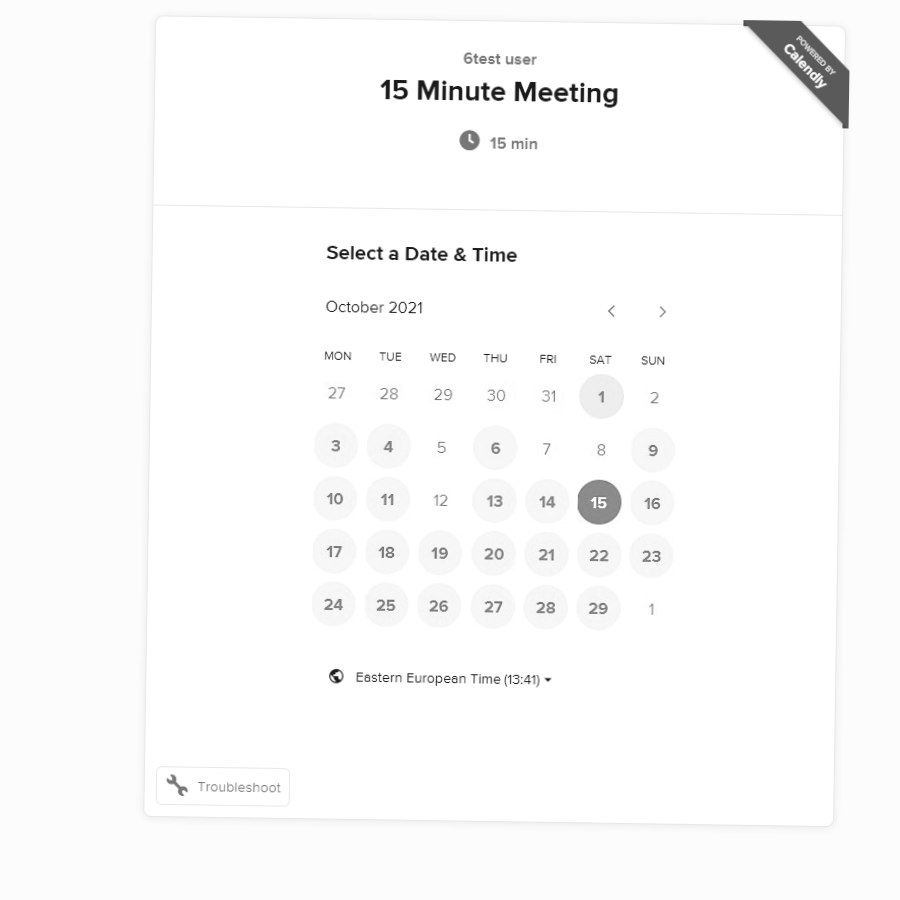 6test user
POWERED BY
Calendly
15 Minute Meeting
15 min
Select a Date & Time
October 2021
MON TUE WED THU FRI SAT SUN
27 28 29 30 31 1 2
3 4 5 6 7 8 9
10 11 12 13 14 15 16
17 18 19 20 21 22 23
24 25 26 27 28 29 1
Eastern European Time (13:41)
Troubleshoot